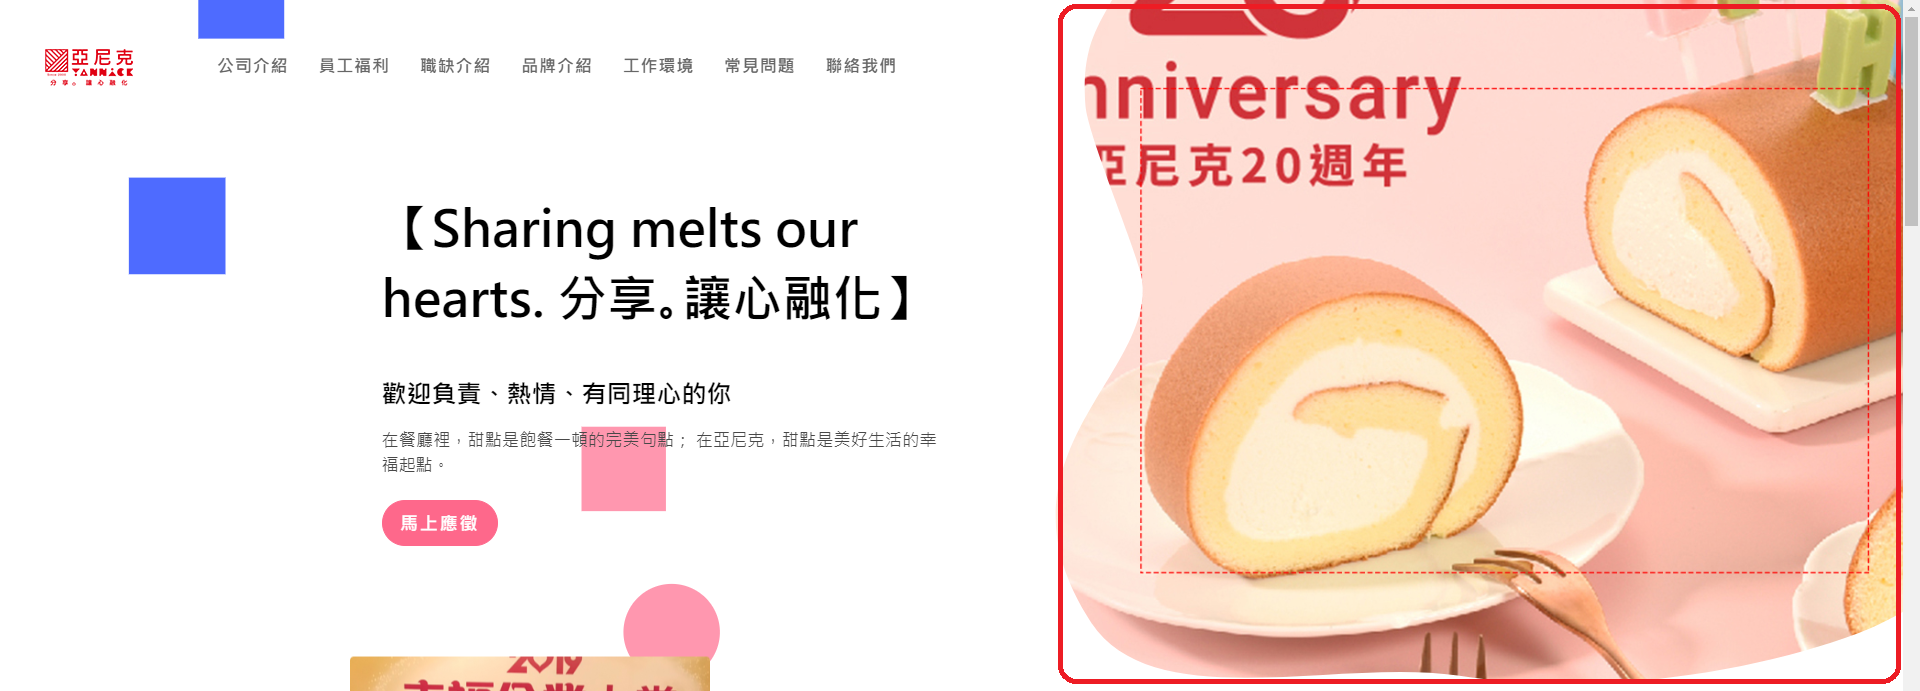 亞尼克
YANNICK
分享。讓心融化
公司介紹 員工福利 職缺介紹 品牌介紹 工作環境 常見問題 聯絡我們
【Sharing melts our
hearts. 分享。讓心融化】
歡迎負責、熱情、有同理心的你
在餐廳裡，甜點是飽餐一頓的完美句點； 在亞尼克，甜點是美好生活的幸
福起點。
馬上應徵
2019
nniversary
亞尼克20週年
H